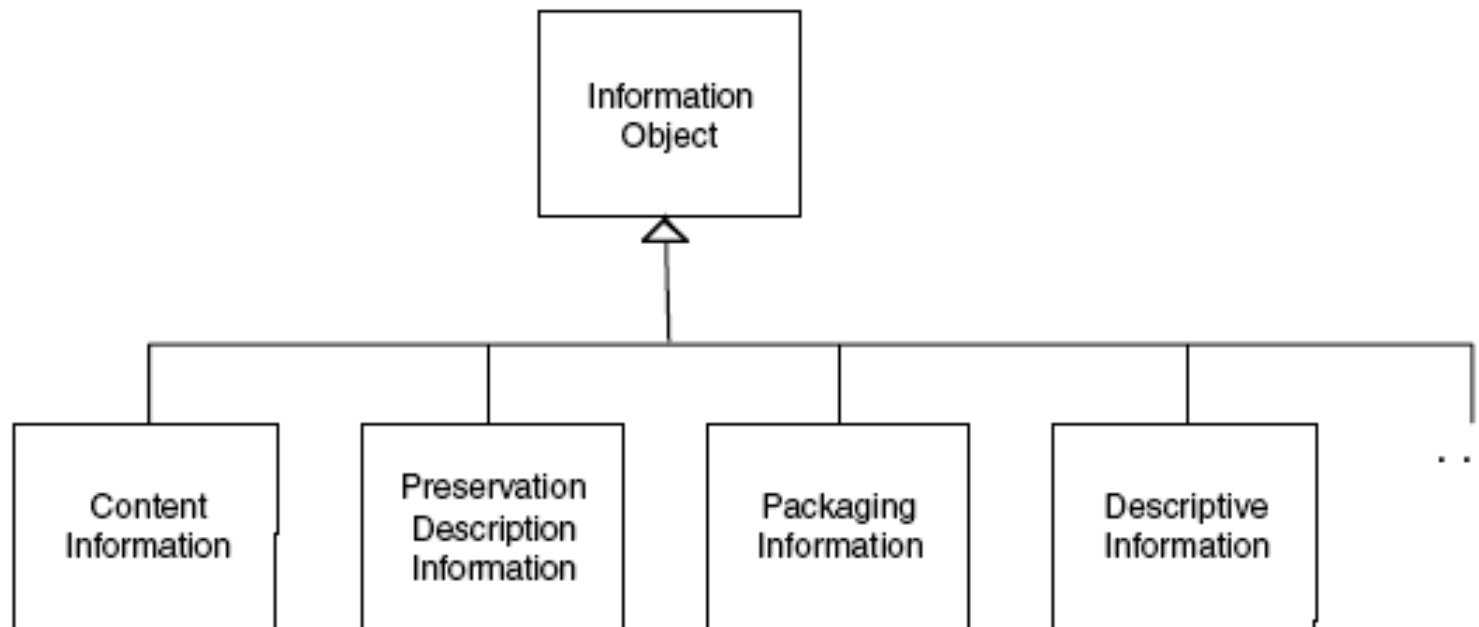 Information
Object
Content
Information
Preservation
Description
Information
Packaging
Information
Descriptive
Information
. .